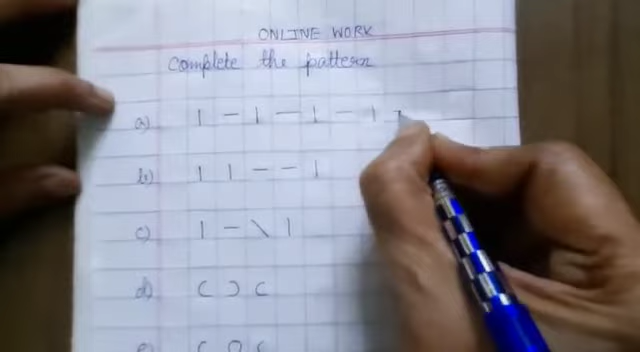 ONLINE WORK
Complete the pattern
a) | — | — | — | -
b) | | — — |
c) | — \ |
d) ( ) (
e) ( O (